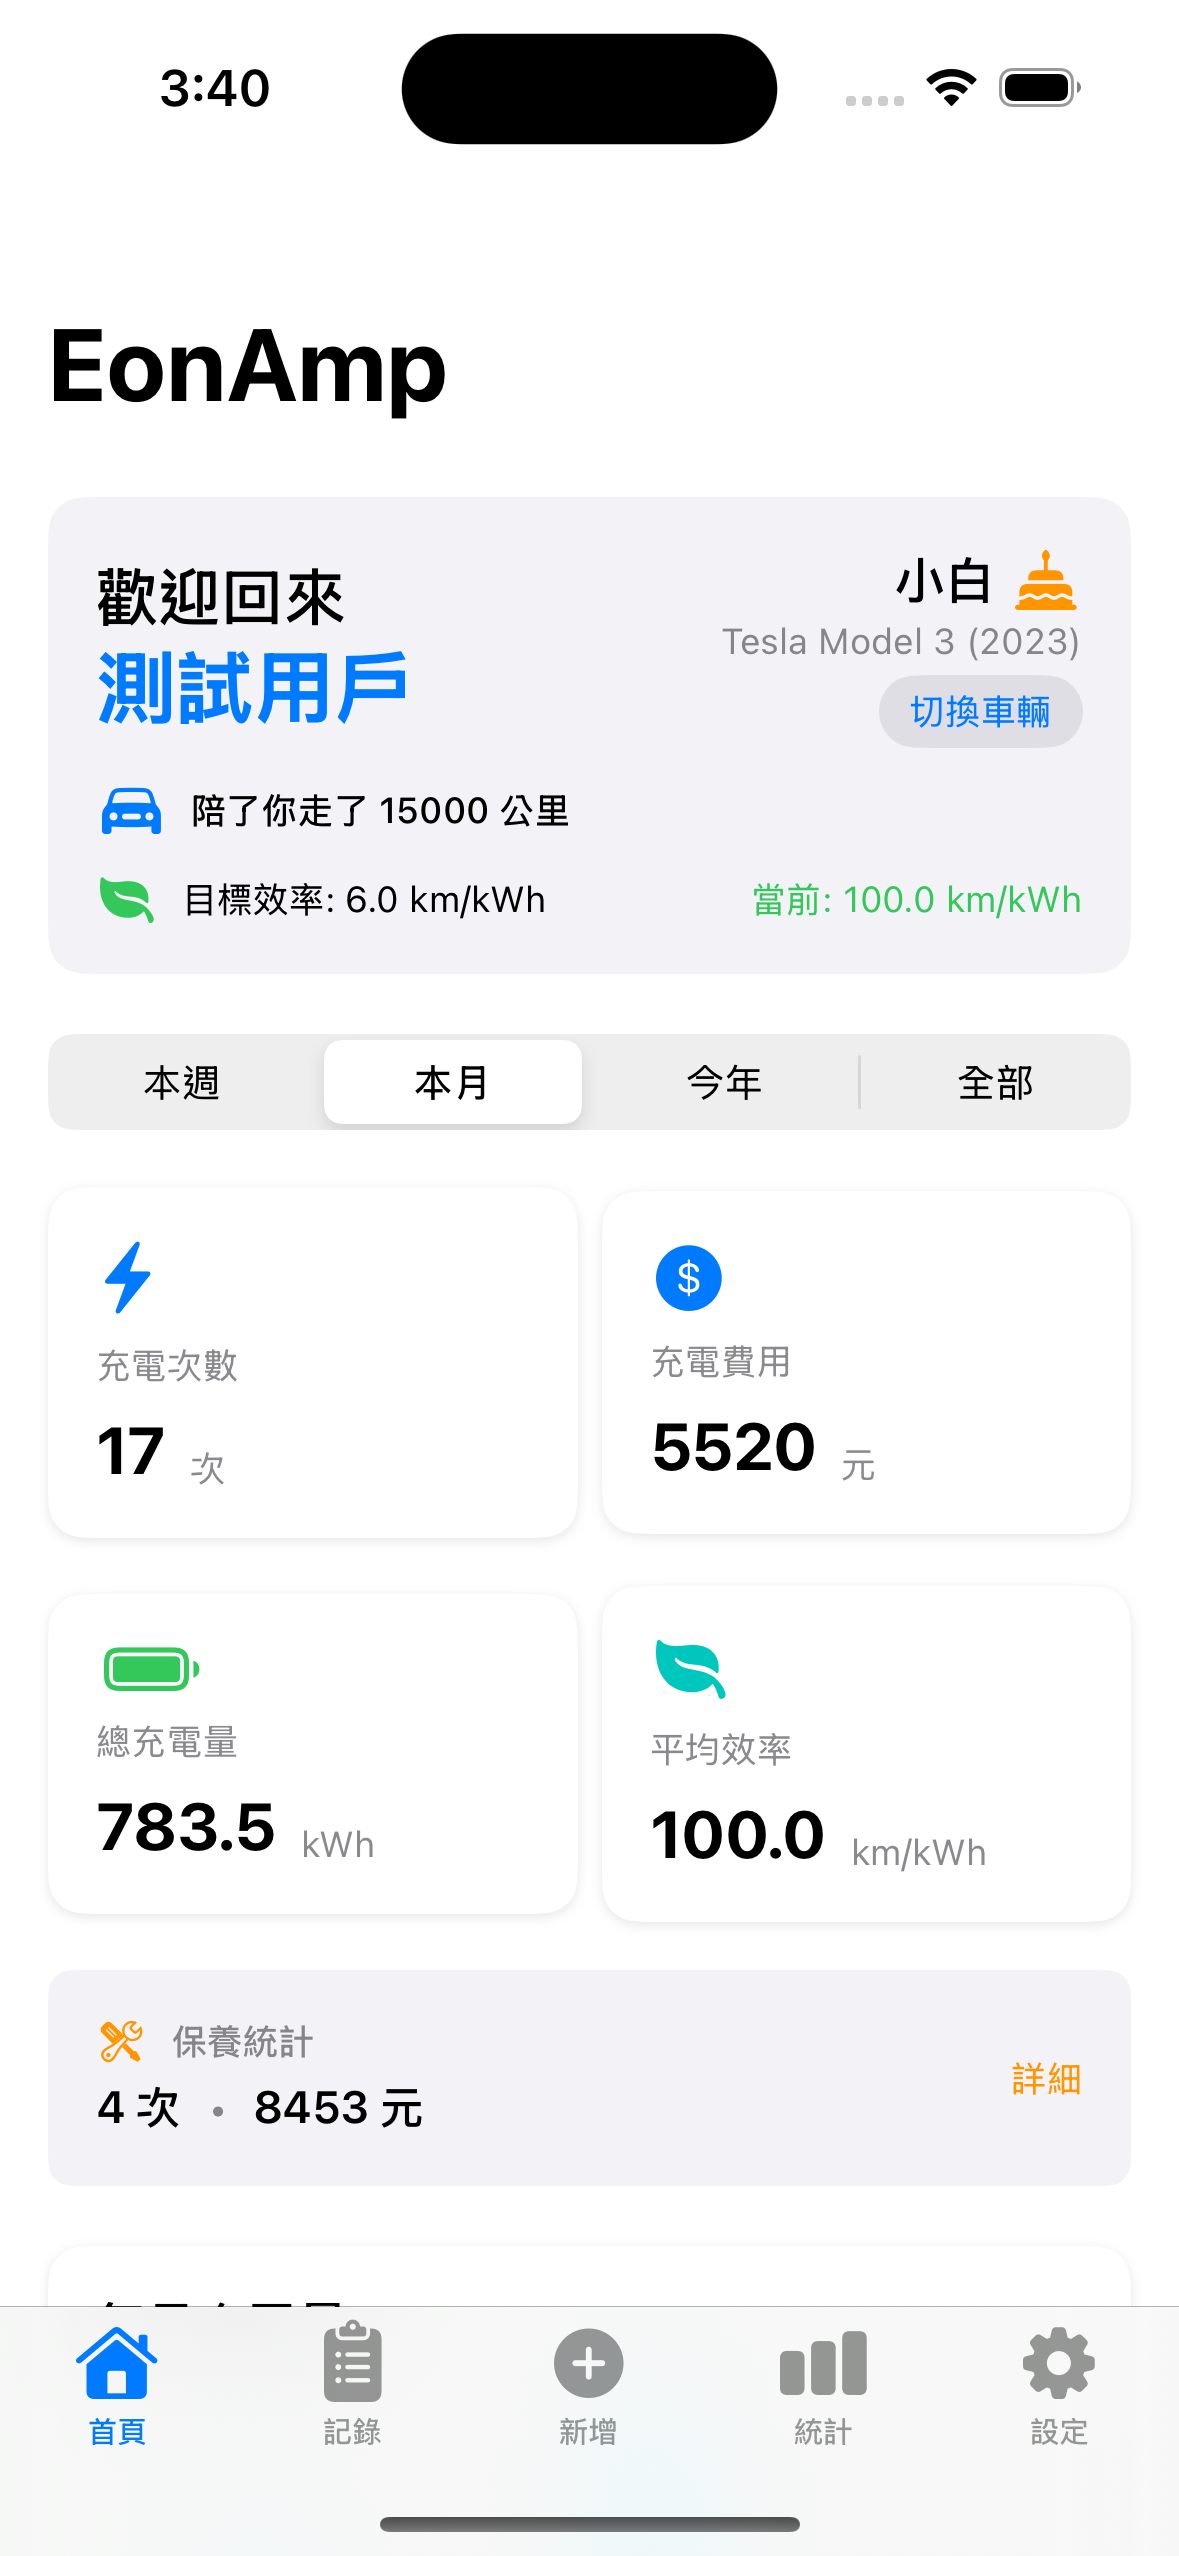 3:40
EonAmp
歡迎回來
測試用戶
小白
Tesla Model 3 (2023)
切換車輛
陪了你走了 15000 公里
目標效率: 6.0 km/kWh
當前: 100.0 km/kWh
本週
本月
今年
全部
充電次數
17 次
充電費用
5520 元
總充電量
783.5 kWh
平均效率
100.0 km/kWh
保養統計
4 次 • 8453 元
詳細
首頁
記錄
新增
統計
設定